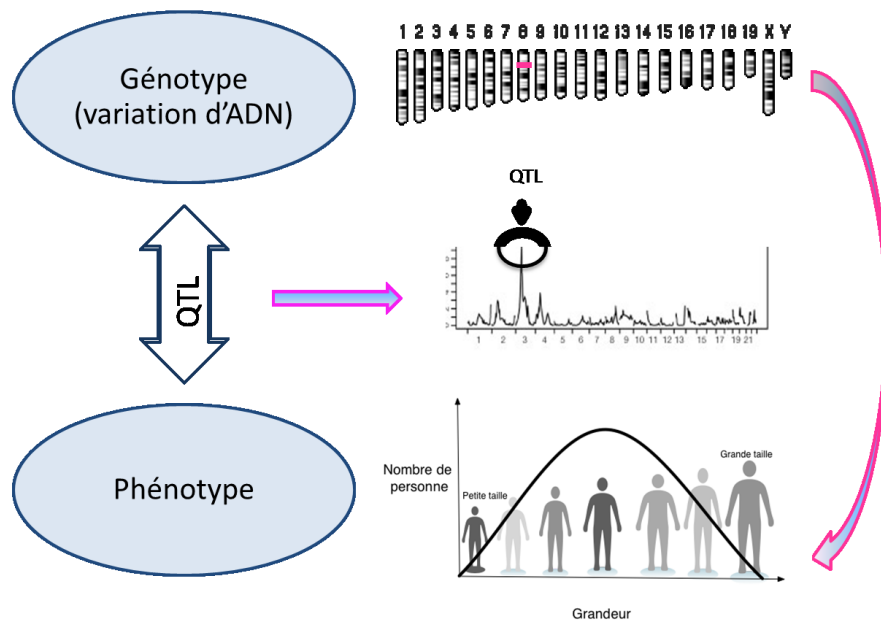 Génotype
(variation d'ADN)
1 2 3 4 5 6 7 8 9 10 11 12 13 14 15 16 17 18 19 X Y
QTL
QTL
1 2 3 4 5 6 7 8 9 10 11 12 13 15 17 19 21
Phénotype
Nombre de
personne
Petite taille
Grande taille
Grandeur